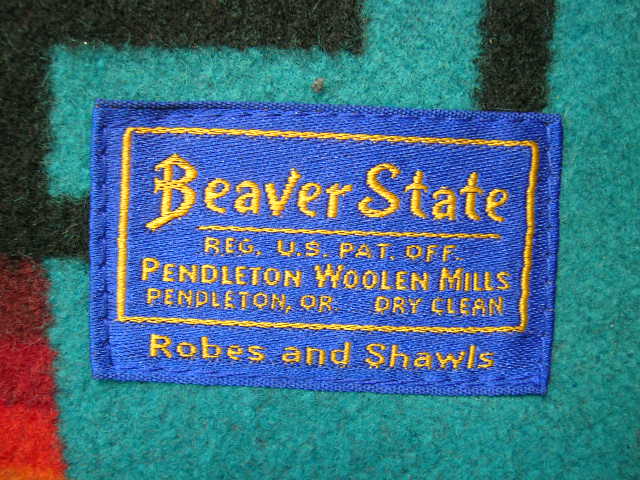 Beaver State
REG. U.S. PAT. OFF.
PENDLETON WOOLEN MILLS
PENDLETON, OR. DRY CLEAN
Robes and Shawls